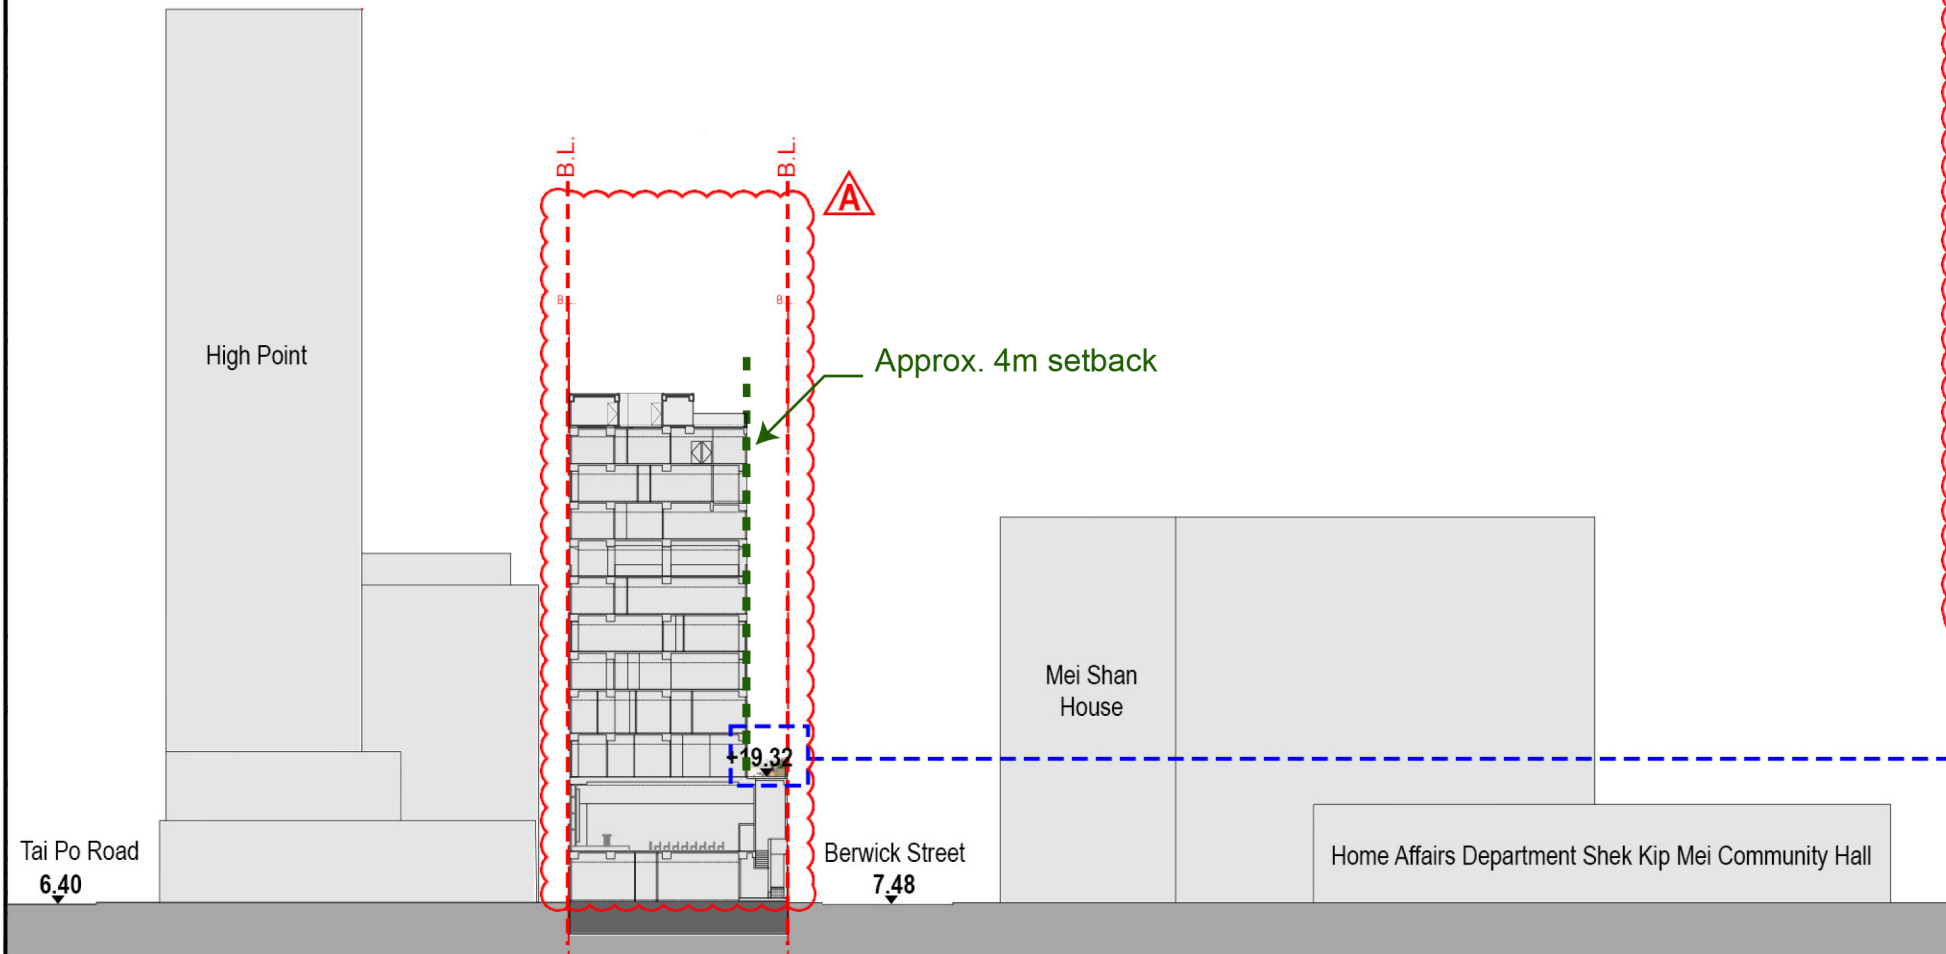 B.L.
B.L.
A
B.L.
B.L.
High Point
Approx. 4m setback
Mei Shan
House
+19.32
Tai Po Road
6.40
Berwick Street
7.48
Home Affairs Department Shek Kip Mei Community Hall